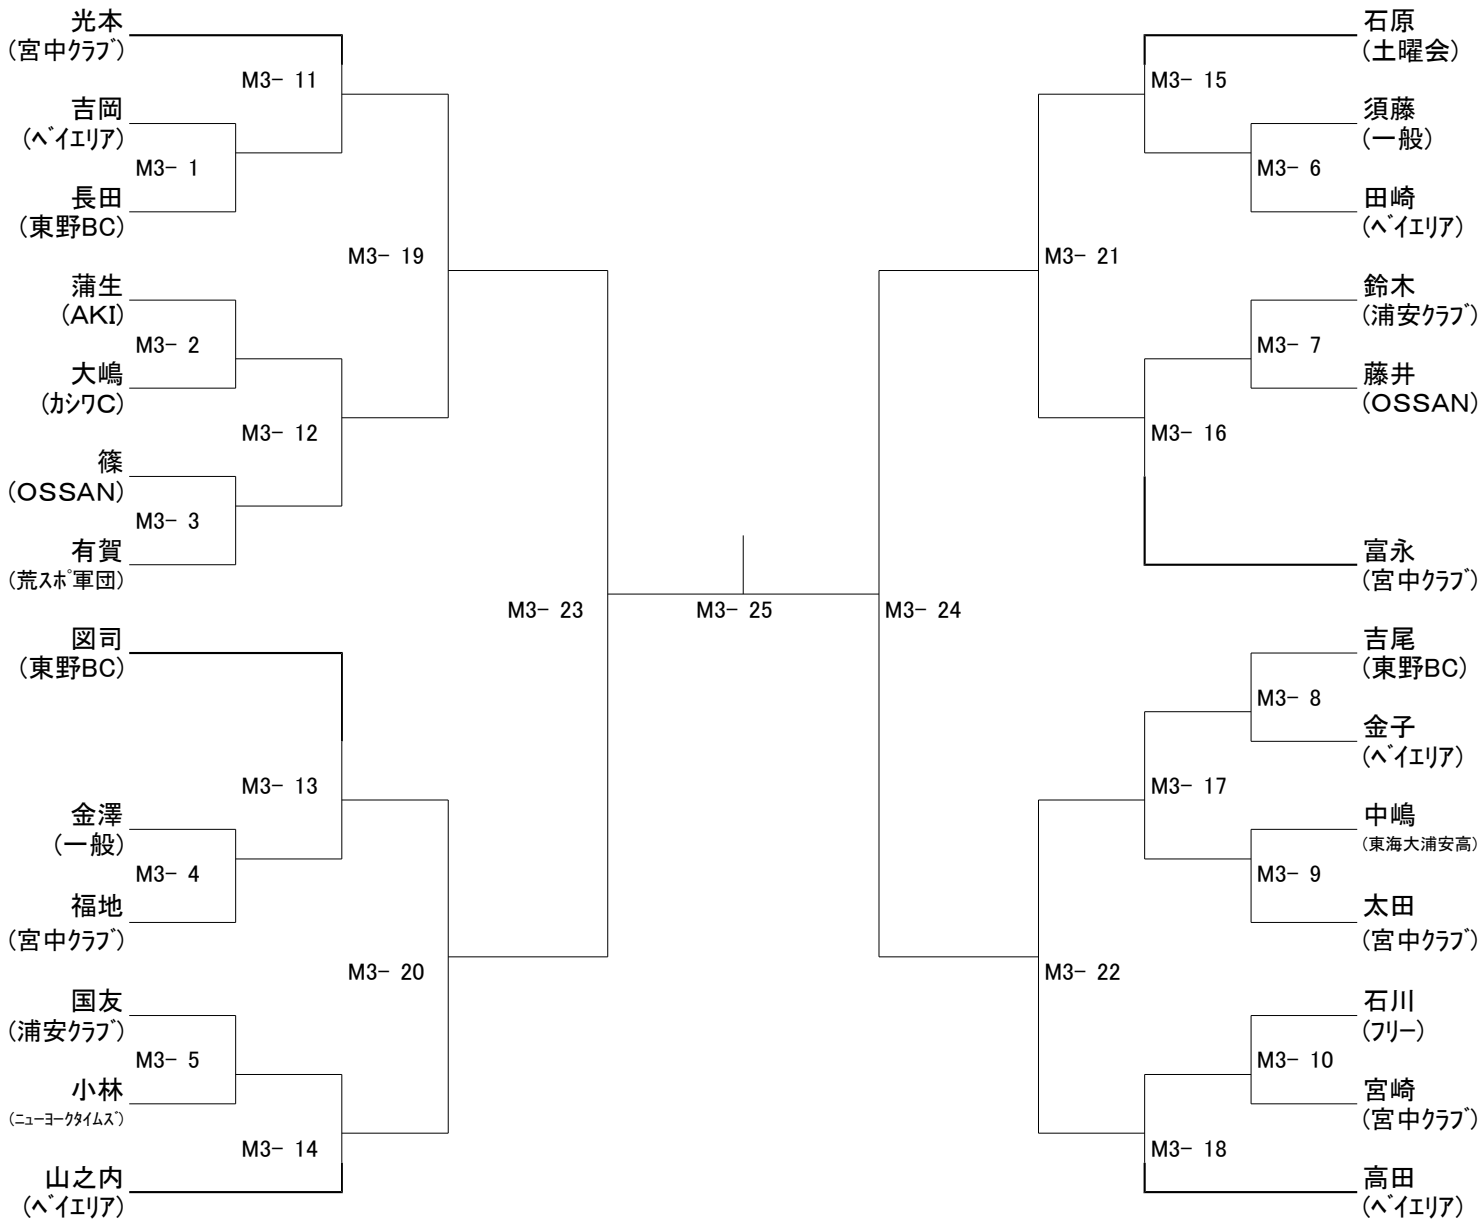 光本
(宮中ｸﾗﾌﾞ)
M3- 11
吉岡
(ﾍﾞｲｴﾘｱ)
M3- 1
長田
(東野BC)
M3- 19
蒲生
(AKI)
M3- 2
大嶋
(ｶｼﾜC)
M3- 12
篠
(OSSAN)
M3- 3
有賀
(荒ｽﾎﾟ軍団)
M3- 23
図司
(東野BC)
M3- 13
金澤
(一般)
M3- 4
福地
(宮中ｸﾗﾌﾞ)
M3- 20
国友
(浦安ｸﾗﾌﾞ)
M3- 5
小林
(ﾆｭｰﾖｰｸﾀｲﾑｽﾞ)
M3- 14
山之内
(ﾍﾞｲｴﾘｱ)
M3- 25
石原
(土曜会)
M3- 15
須藤
(一般)
M3- 6
田崎
(ﾍﾞｲｴﾘｱ)
M3- 21
鈴木
(浦安ｸﾗﾌﾞ)
M3- 7
藤井
(OSSAN)
M3- 16
富永
(宮中ｸﾗﾌﾞ)
M3- 24
吉尾
(東野BC)
M3- 8
金子
(ﾍﾞｲｴﾘｱ)
M3- 17
中嶋
(東海大浦安高)
M3- 9
太田
(宮中ｸﾗﾌﾞ)
M3- 22
石川
(ﾌﾘｰ)
M3- 10
宮崎
(宮中ｸﾗﾌﾞ)
M3- 18
高田
(ﾍﾞｲｴﾘｱ)